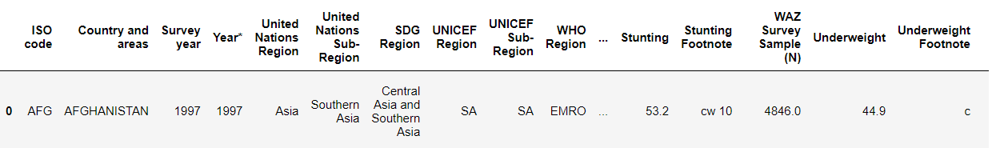 ISO code Country and areas Survey year Year* United Nations Region United Nations Sub-Region SDG Region UNICEF Region UNICEF Sub-Region WHO Region ... Stunting Stunting Footnote WAZ Survey Sample (N) Underweight Underweight Footnote
0 AFG AFGHANISTAN 1997 1997 Asia Southern Asia Central Asia and Southern Asia SA SA EMRO ... 53.2 cw 10 4846.0 44.9 c